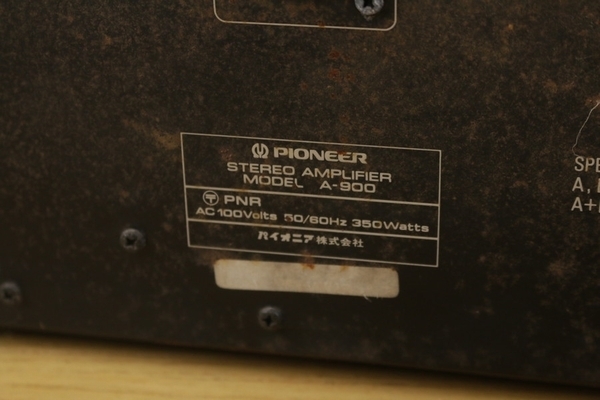 PIONEER
STEREO AMPLIFIER
MODEL A-900
PNR
AC100Volts 50/60Hz 350Watts
パイオニア株式会社
SPE
A,
A+